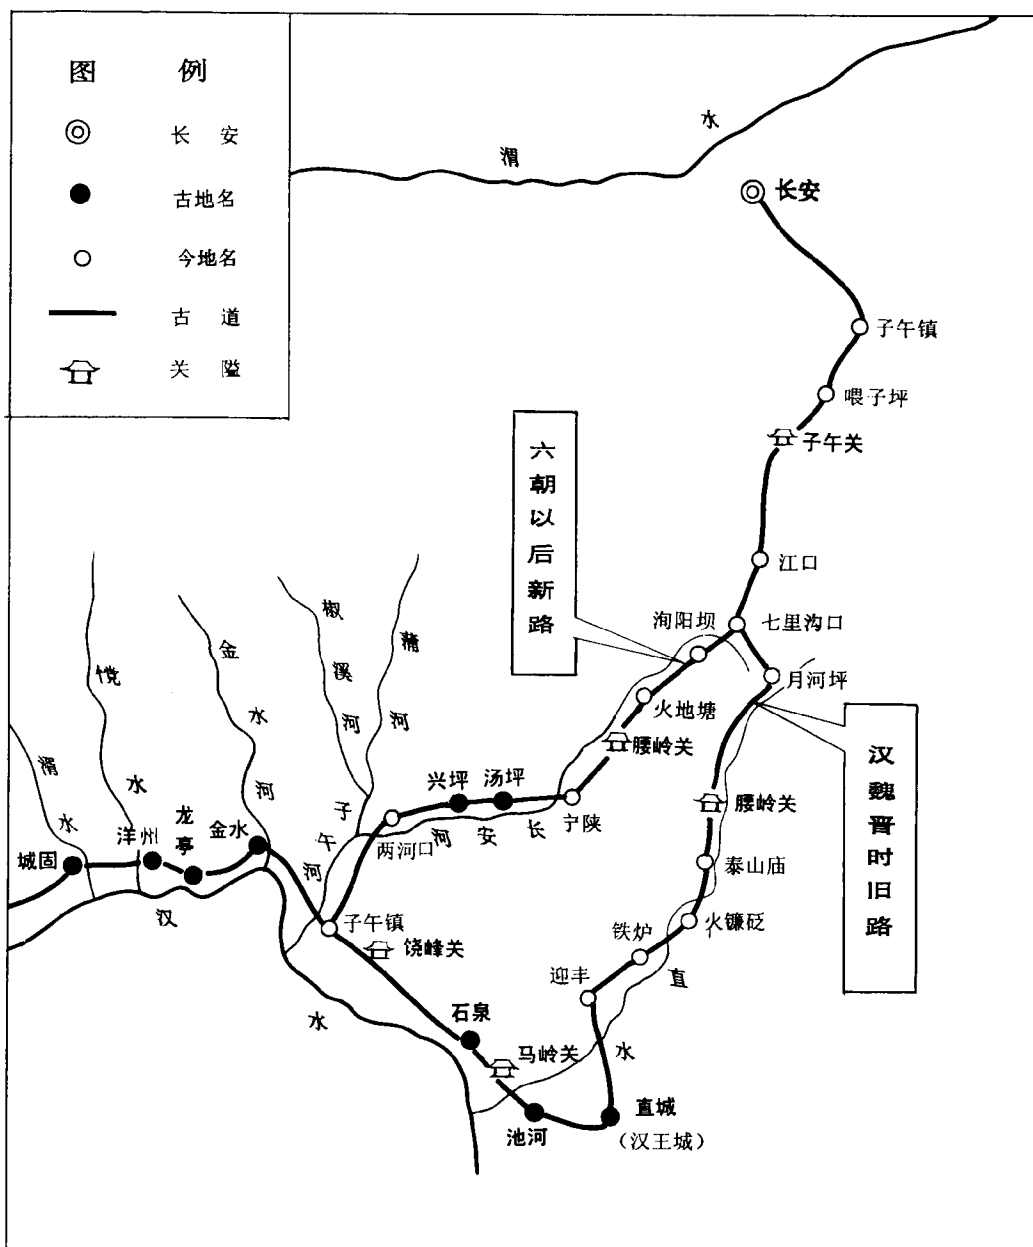 图 例
长 安
古地名
今地名
古 道
关 隘
渭 水
长安
子午镇
喂子坪
子午关
江口
七里沟口
洵阳坝
月河坪
火地塘
腰岭关
六朝以后新路
汉魏晋时旧路
腰岭关
泰山庙
火镰砭
铁炉
迎丰
直水
直城
(汉王城)
池河
马岭关
石泉
饶峰关
子午镇
两河口
兴坪
汤坪
宁陕
长安河
椒溪河
蒲河
子午河
金水河
金水
龙亭
洋州
城固
水
水
汉水